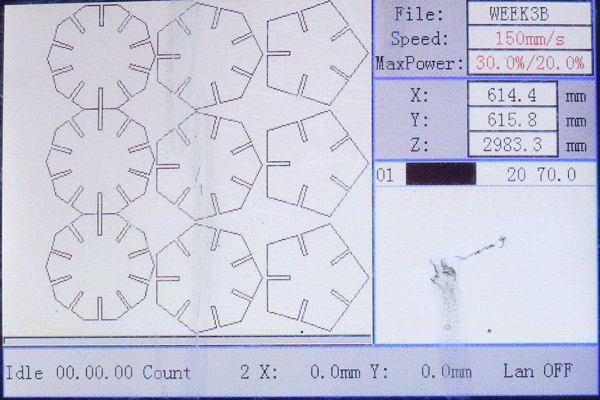 File: WEEK3B
Speed: 150mm/s
MaxPower: 30.0%/20.0%
X: 614.4 mm
Y: 615.8 mm
Z: 2983.3 mm
01 20 70.0
Idle 00.00.00 Count 2 X: 0.0mm Y: 0.0mm Lan OFF